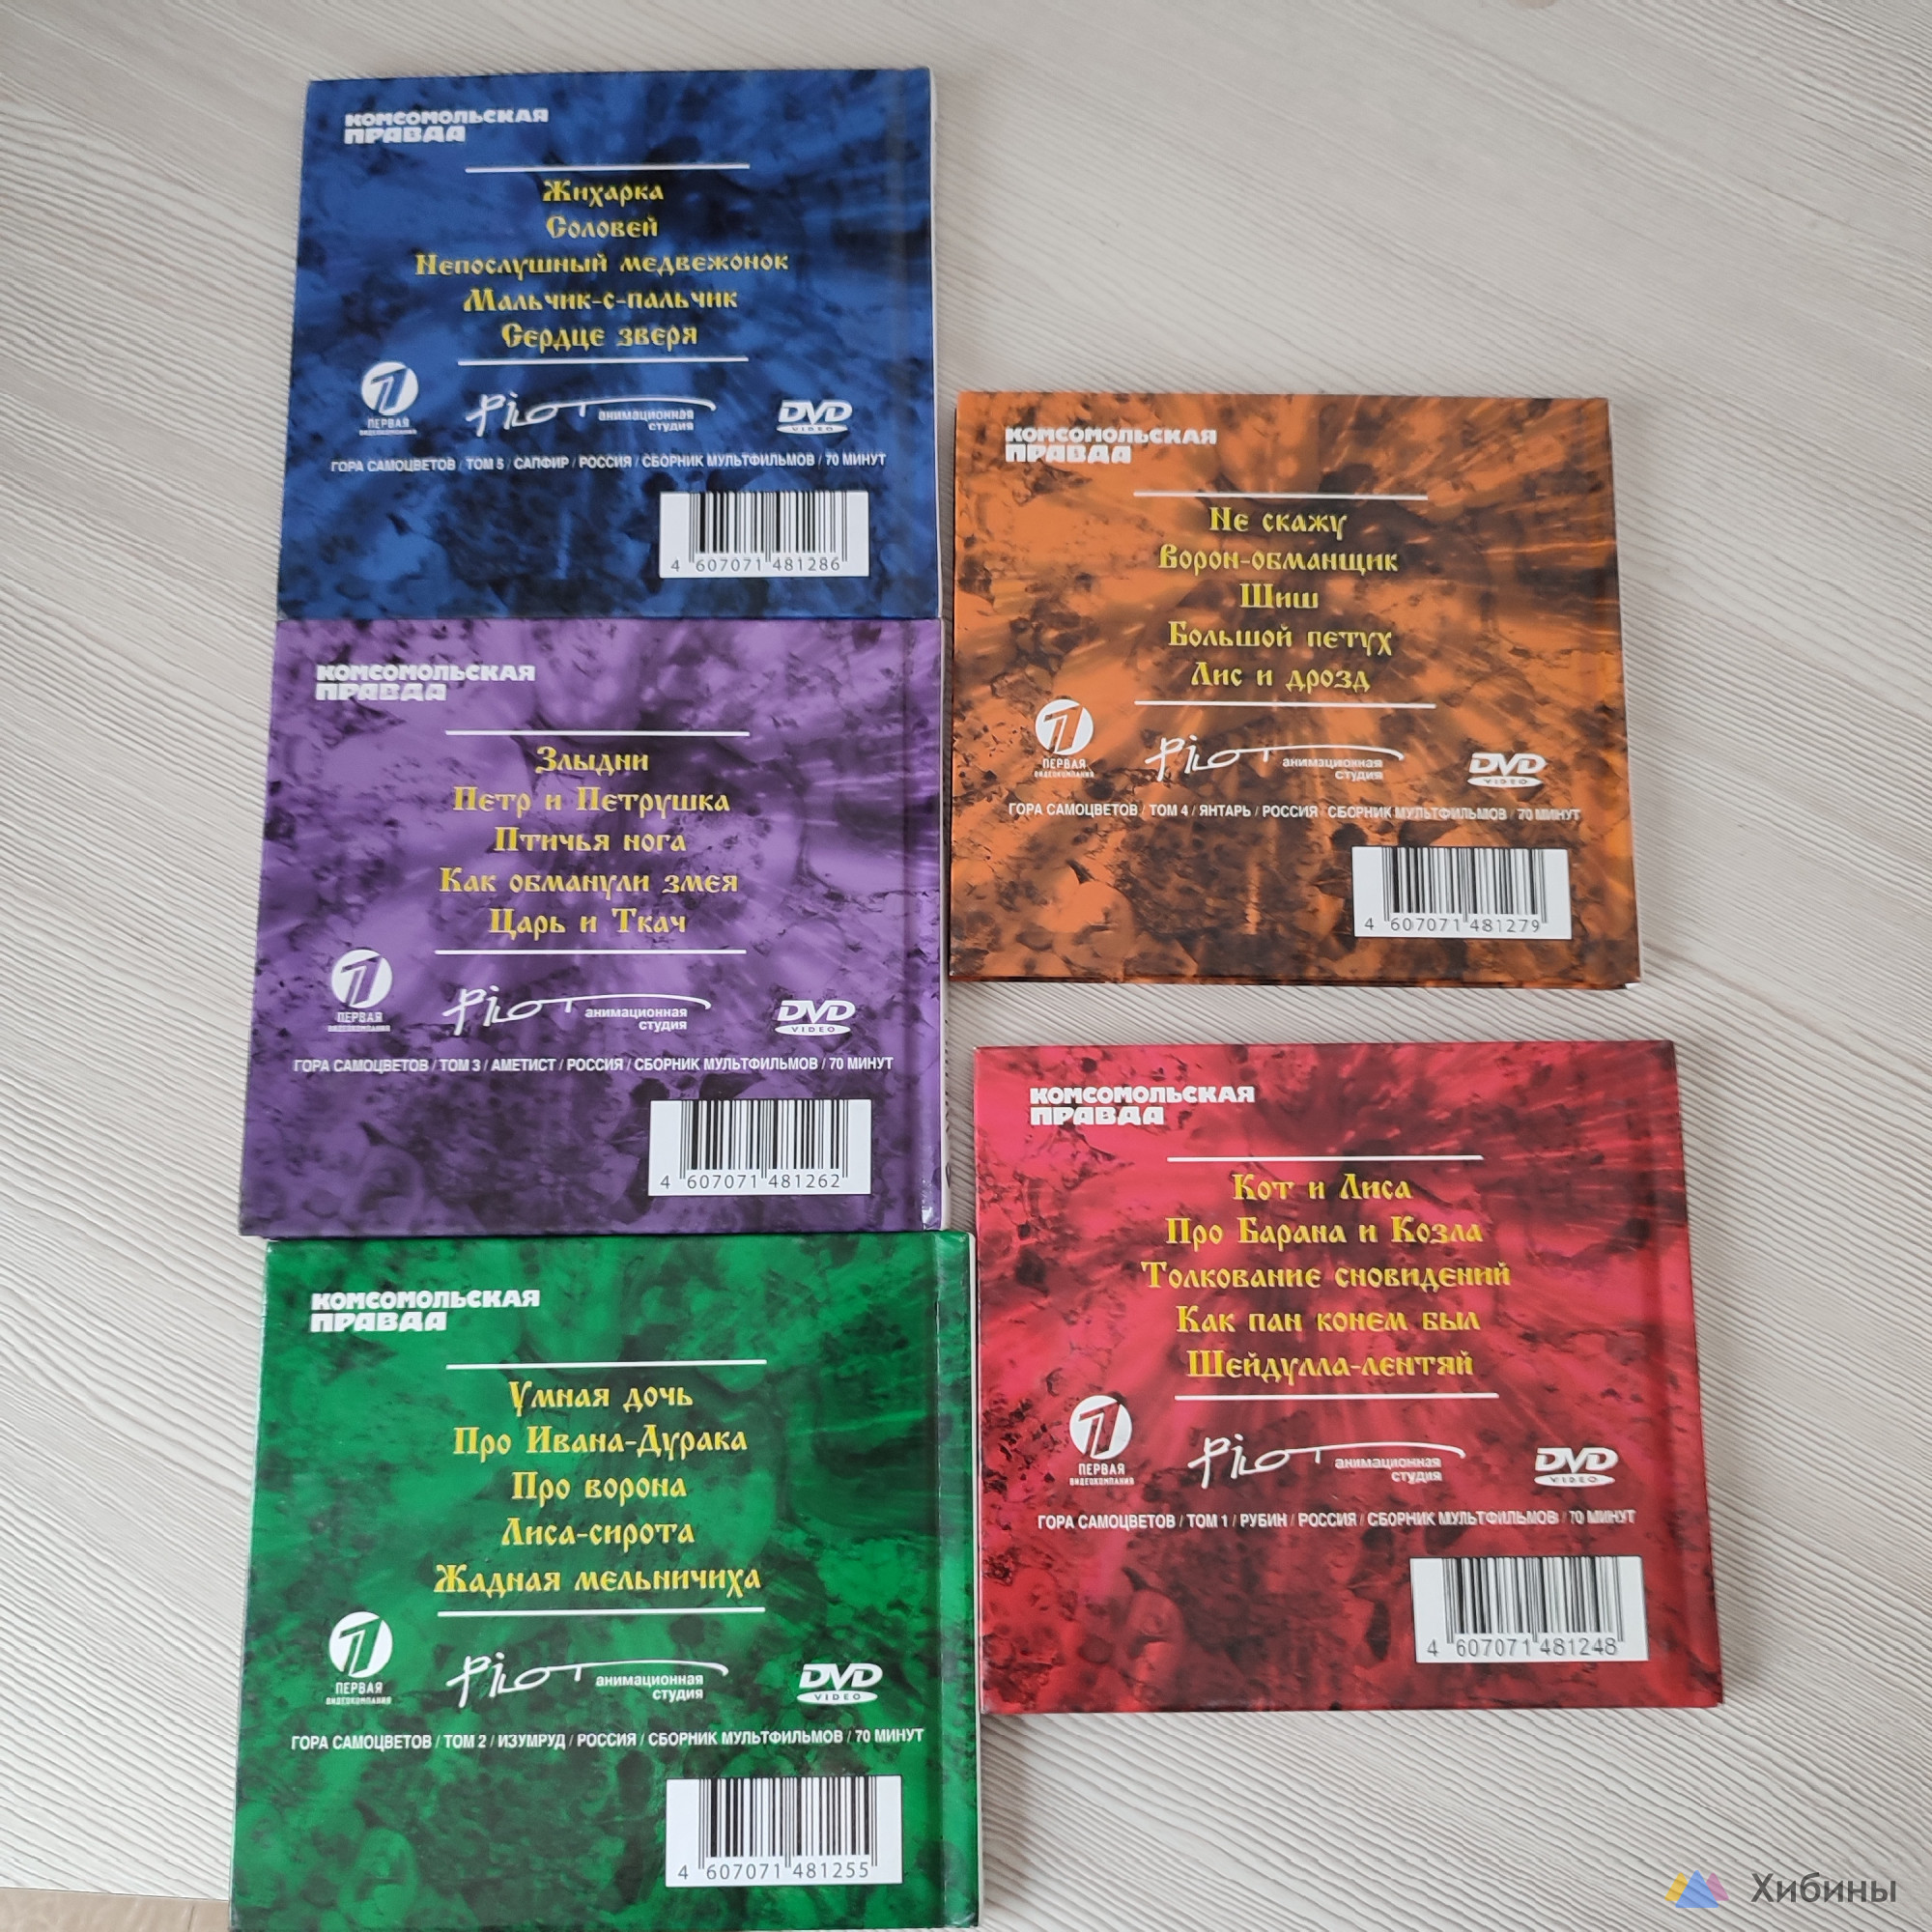 КОМСОМОЛЬСКАЯ
ПРАВДА
Жихарка
Соловей
Непослушный медвежонок
Мальчик-с-пальчик
Сердце зверя
ПЕРВАЯ
ВИДЕОКОМПАНИЯ
Pilot анимационная
студия
DVD
VIDEO
ГОРА САМОЦВЕТОВ / ТОМ 5 / САПФИР / РОССИЯ / СБОРНИК МУЛЬТФИЛЬМОВ / 70 МИНУТ
4 607071 481286
КОМСОМОЛЬСКАЯ
ПРАВДА
Не скажу
Ворон-обманщик
Шиш
Большой петух
Лис и дрозд
ПЕРВАЯ
ВИДЕОКОМПАНИЯ
Pilot анимационная
студия
DVD
VIDEO
ГОРА САМОЦВЕТОВ / ТОМ 4 / ЯНТАРЬ / РОССИЯ / СБОРНИК МУЛЬТФИЛЬМОВ / 70 МИНУТ
4 607071 481279
КОМСОМОЛЬСКАЯ
ПРАВДА
Злыдни
Петр и Петрушка
Птичья нога
Как обманули змея
Царь и Ткач
ПЕРВАЯ
ВИДЕОКОМПАНИЯ
Pilot анимационная
студия
DVD
VIDEO
ГОРА САМОЦВЕТОВ / ТОМ 3 / АМЕТИСТ / РОССИЯ / СБОРНИК МУЛЬТФИЛЬМОВ / 70 МИНУТ
4 607071 481262
КОМСОМОЛЬСКАЯ
ПРАВДА
Кот и Лиса
Про Барана и Козла
Толкование сновидений
Как пан конем был
Шейдулла-лентяй
ПЕРВАЯ
ВИДЕОКОМПАНИЯ
Pilot анимационная
студия
DVD
VIDEO
ГОРА САМОЦВЕТОВ / ТОМ 1 / РУБИН / РОССИЯ / СБОРНИК МУЛЬТФИЛЬМОВ / 70 МИНУТ
4 607071 481248
КОМСОМОЛЬСКАЯ
ПРАВДА
Умная дочь
Про Ивана-Дурака
Про ворона
Лиса-сирота
Жадная мельничиха
ПЕРВАЯ
ВИДЕОКОМПАНИЯ
Pilot анимационная
студия
DVD
VIDEO
ГОРА САМОЦВЕТОВ / ТОМ 2 / ИЗУМРУД / РОССИЯ / СБОРНИК МУЛЬТФИЛЬМОВ / 70 МИНУТ
4 607071 481255
Хибины